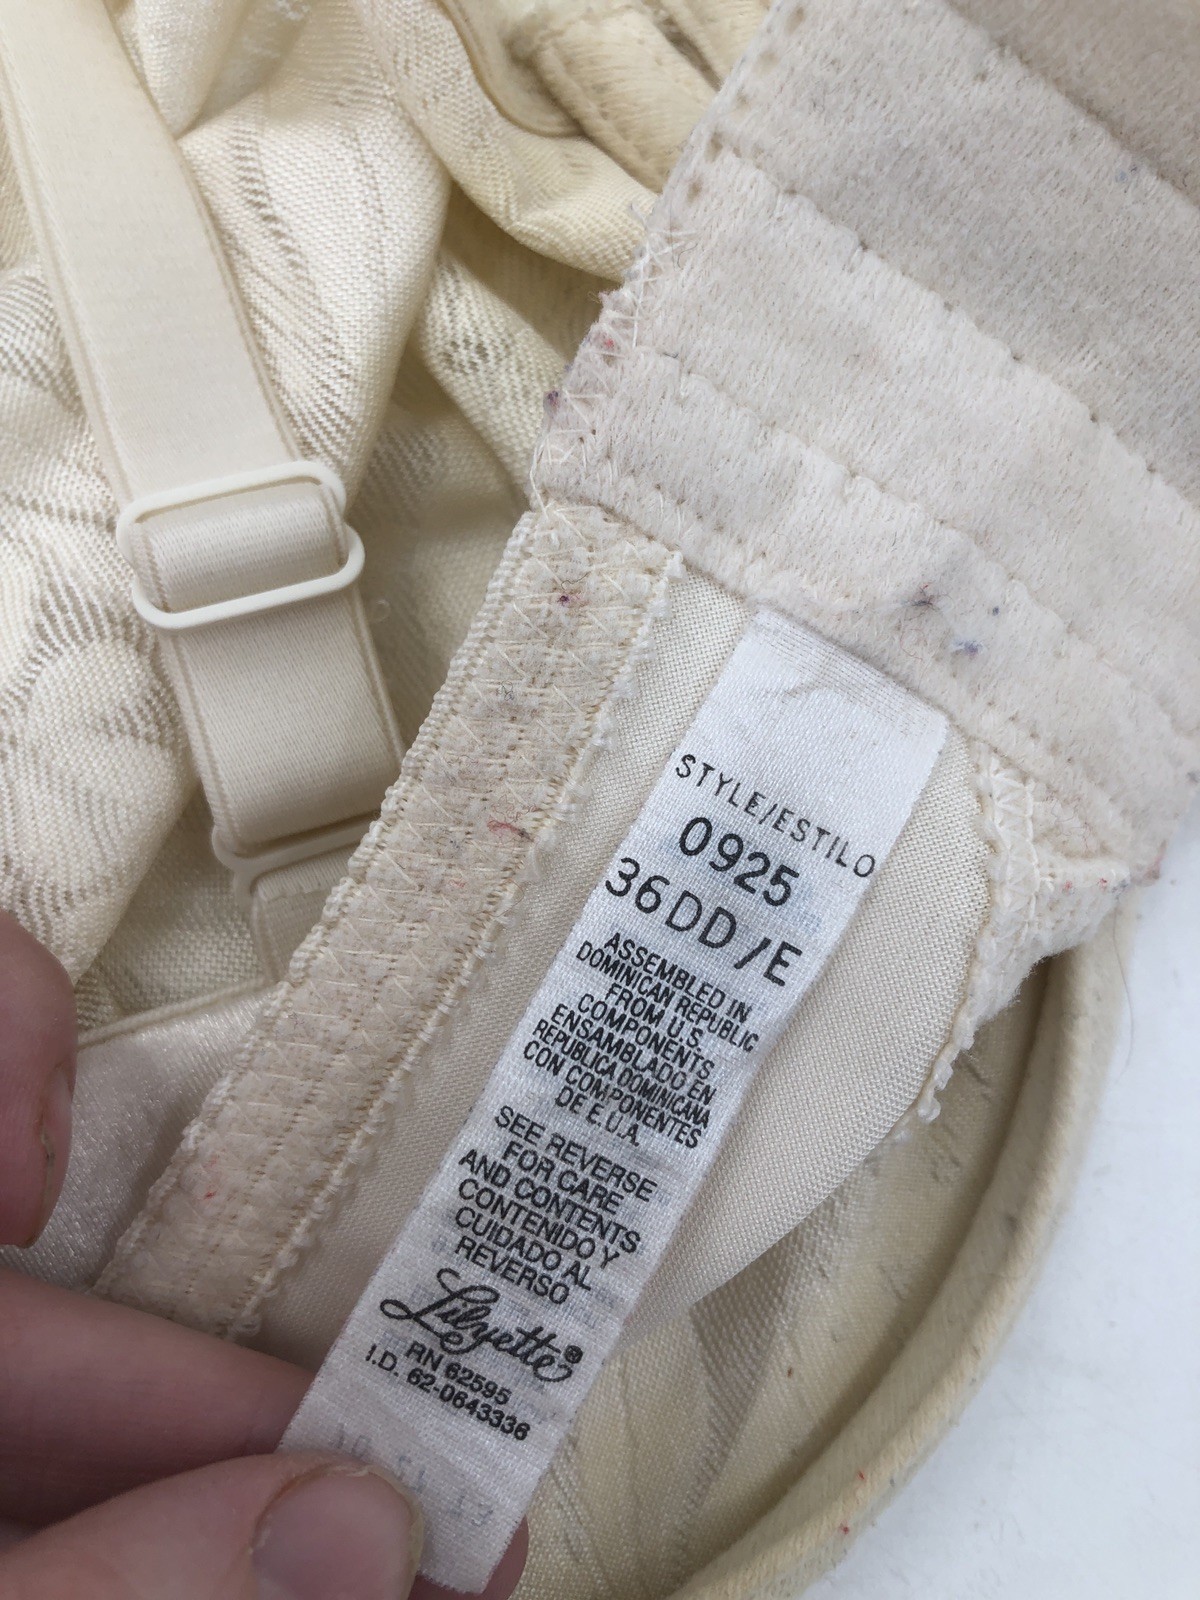 STYLE/ESTILO
0925
36DD/E
ASSEMBLED IN
DOMINICAN REPUBLIC
FROM U.S.
COMPONENTS
ENSAMBLADO EN
REPUBLICA DOMINICANA
CON COMPONENTES
DE E.U.A.
SEE REVERSE
FOR CARE
AND CONTENTS
CONTENIDO Y
CUIDADO AL
REVERSO
Lilyette®
RN 62595
I.D. 62-0643336